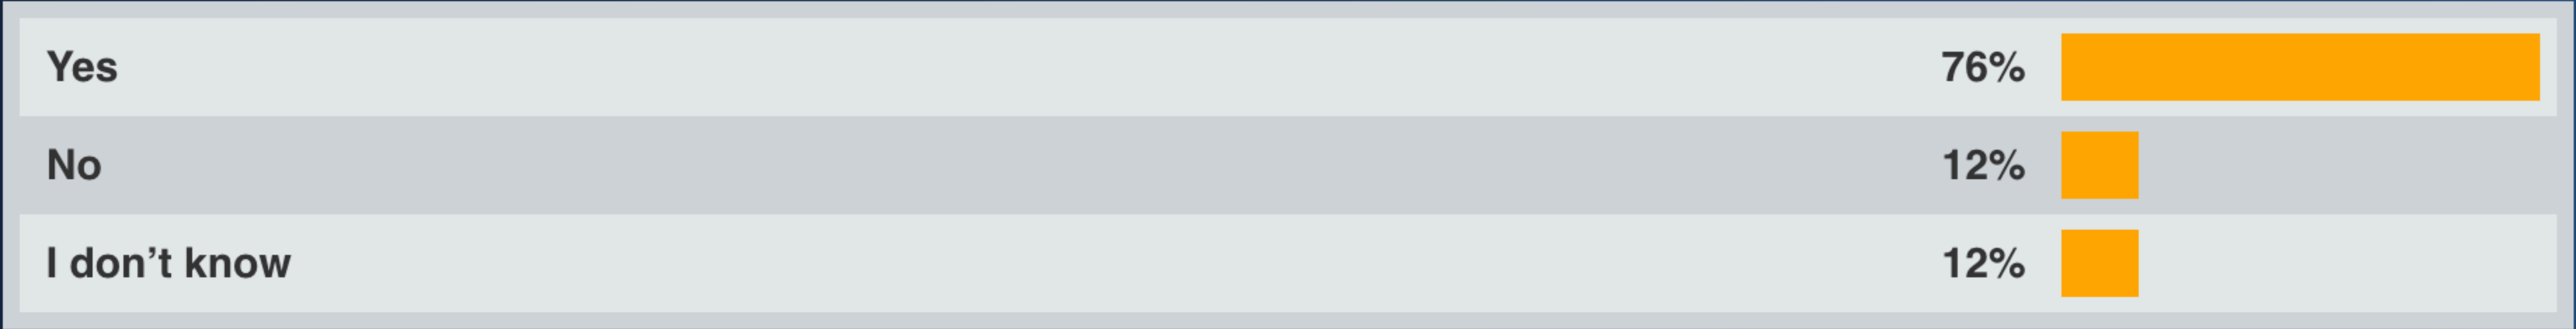 Yes 76%
No 12%
I don’t know 12%